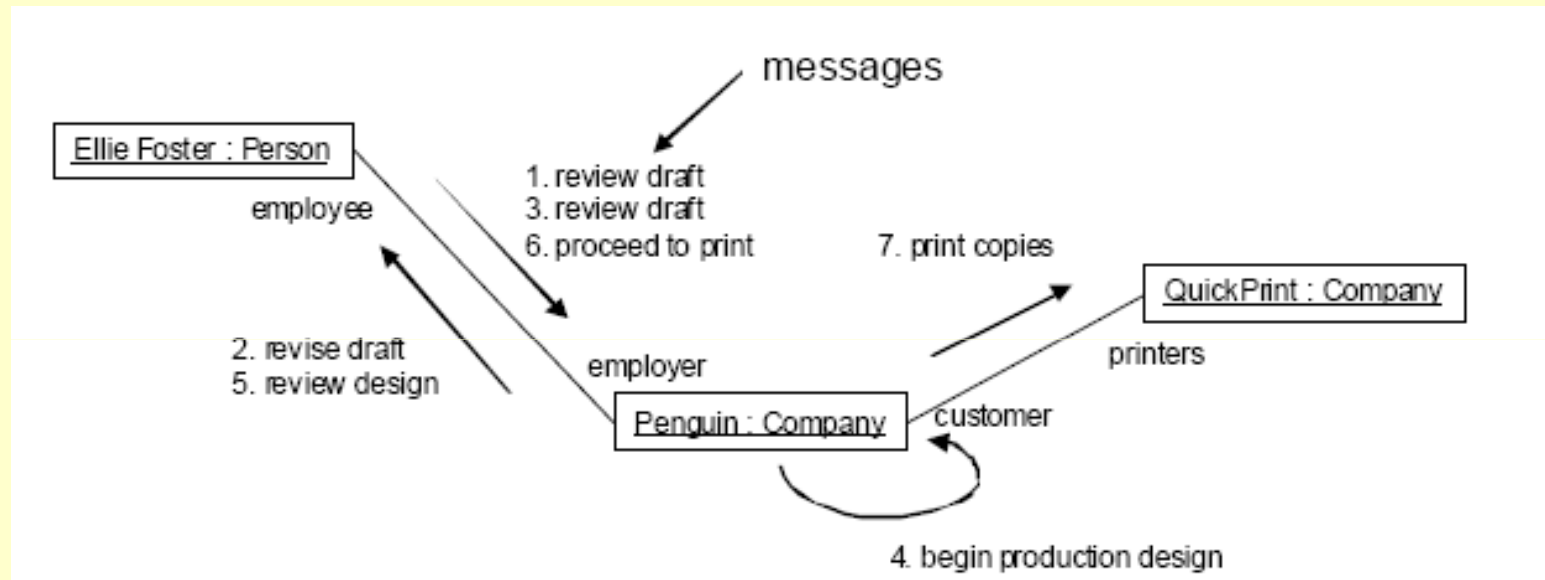 messages
Ellie Foster : Person
employee
1. review draft
3. review draft
6. proceed to print
7. print copies
QuickPrint : Company
printers
2. revise draft
5. review design
employer
Penguin : Company
customer
4. begin production design